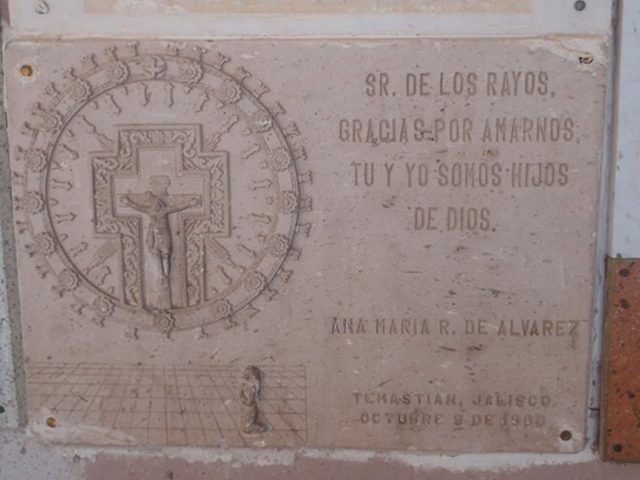 SR. DE LOS RAYOS,
GRACIAS POR AMARNOS,
TU Y YO SOMOS HIJOS
DE DIOS.
ANA MARIA R. DE ALVAREZ
TEMASTIAN, JALISCO.
OCTUBRE 9 DE